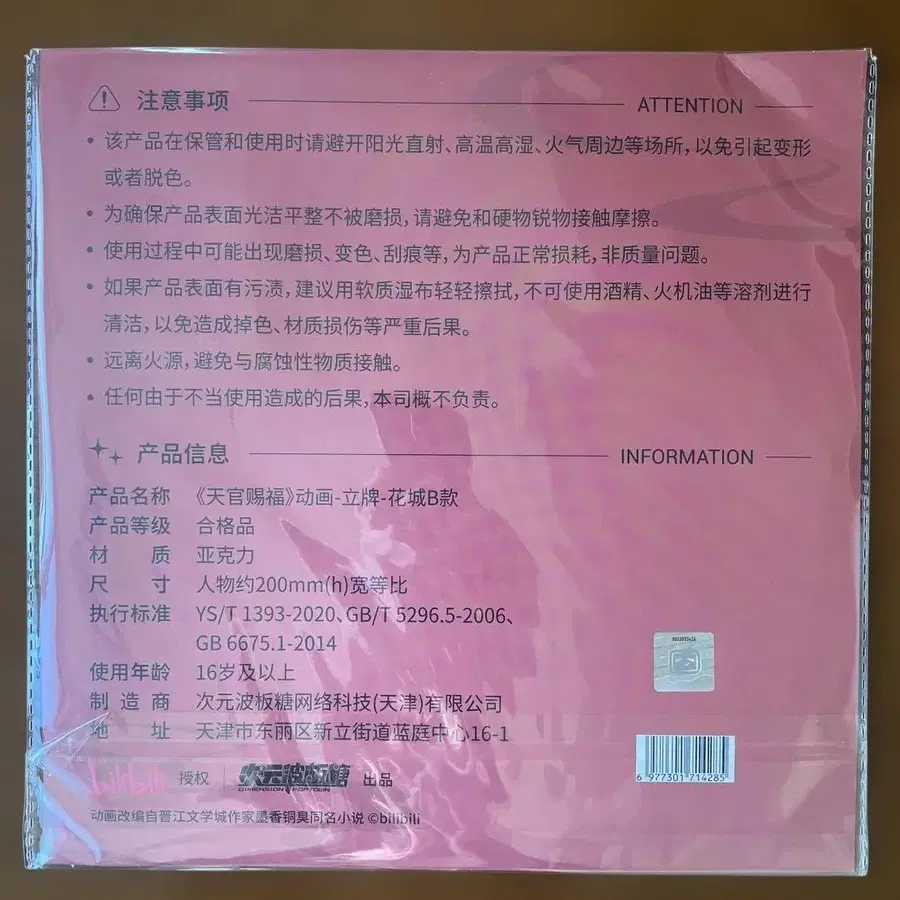 注意事项 ATTENTION
• 该产品在保管和使用时请避开阳光直射、高温高湿、火气周边等场所,以免引起变形
或者脱色。
• 为确保产品表面光洁平整不被磨损,请避免和硬物锐物接触摩擦。
• 使用过程中可能出现磨损、变色、刮痕等,为产品正常损耗,非质量问题。
• 如果产品表面有污渍,建议用软质湿布轻轻擦拭,不可使用酒精、火机油等溶剂进行
清洁,以免造成掉色、材质损伤等严重后果。
• 远离火源,避免与腐蚀性物质接触。
• 任何由于不当使用造成的后果,本司概不负责。
产品信息 INFORMATION
产品名称 《天官赐福》动画-立牌-花城B款
产品等级 合格品
材质 亚克力
尺寸 人物约200mm(h)宽等比
执行标准 YS/T 1393-2020、GB/T 5296.5-2006、
GB 6675.1-2014
使用年龄 16岁及以上
制造商 次元波板糖网络科技(天津)有限公司
地址 天津市东丽区新立街道蓝庭中心16-1
6 977301 714285
bilibili 授权 次元波板糖 出品
DIMENSION POPTOWN
动画改编自晋江文学城作家墨香铜臭同名小说 ©bilibili